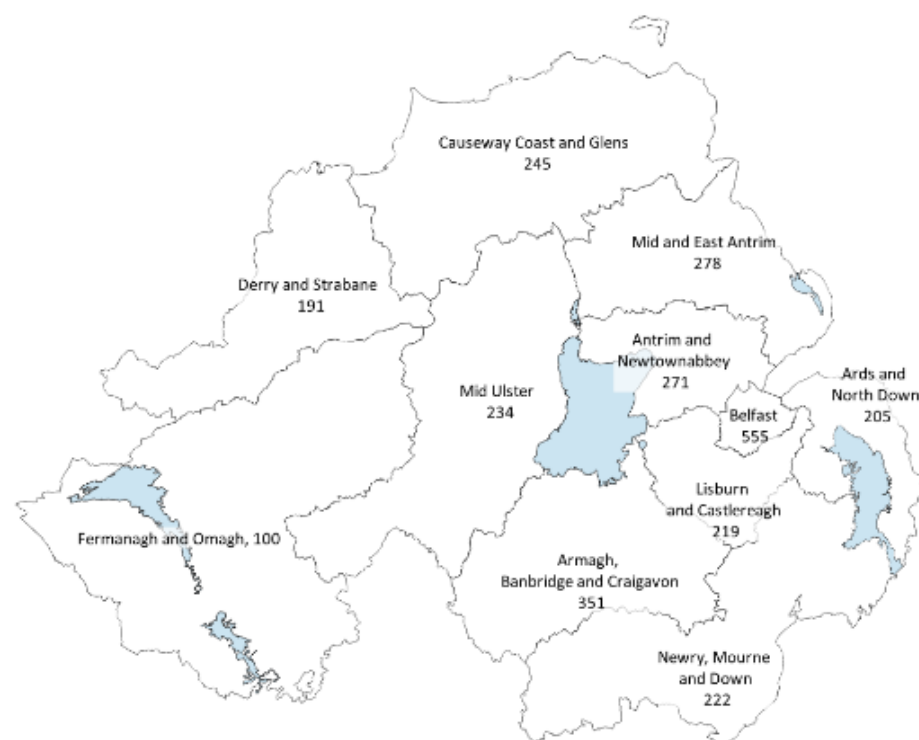 Causeway Coast and Glens
245
Mid and East Antrim
278
Derry and Strabane
191
Antrim and
Newtownabbey
271
Ards and
North Down
205
Mid Ulster
234
Belfast
555
Lisburn
and Castlereagh
219
Fermanagh and Omagh, 100
Armagh,
Banbridge and Craigavon
351
Newry, Mourne
and Down
222